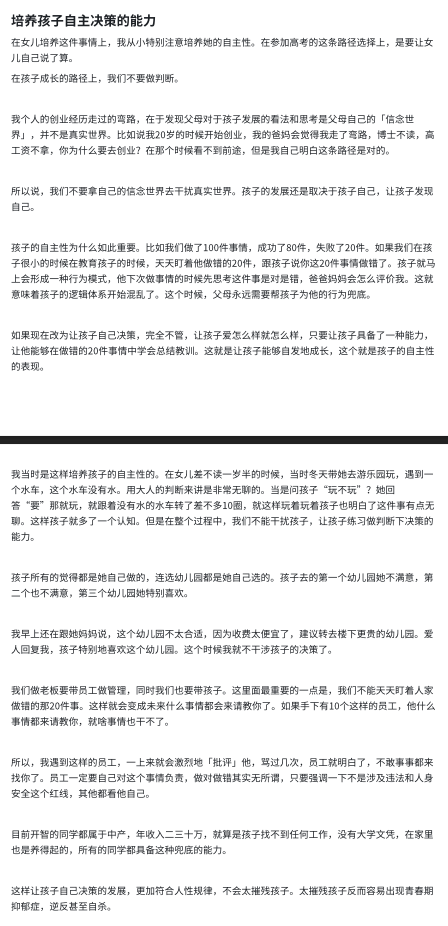 培养孩子自主决策的能力
在女儿培养这件事情上，我从小特别注意培养她的自主性。在参加高考的这条路径选择上，是要让女
儿自己说了算。
在孩子成长的路径上，我们不要做判断。
我个人的创业经历走过的弯路，在于发现父母对于孩子发展的看法和思考是父母自己的「信念世
界」，并不是真实世界。比如说我20岁的时候开始创业，我的爸妈会觉得我走了弯路，博士不读，高
工资不拿，你为什么要去创业？在那个时候看不到前途，但是我自己明白这条路径是对的。
所以说，我们不要拿自己的信念世界去干扰真实世界。孩子的发展还是取决于孩子自己，让孩子发现
自己。
孩子的自主性为什么如此重要。比如我们做了100件事情，成功了80件，失败了20件。如果我们在孩
子很小的时候在教育孩子的时候，天天盯着他做错的20件，跟孩子说你这20件事情做错了。孩子就马
上会形成一种行为模式，他下次做事情的时候先思考这件事是对是错，爸爸妈妈会怎么评价我。这就
意味着孩子的逻辑体系开始混乱了。这个时候，父母永远需要帮孩子为他的行为兜底。
如果现在改为让孩子自己决策，完全不管，让孩子爱怎么样就怎么样，只要让孩子具备了一种能力，
让他能够在做错的20件事情中学会总结教训。这就是让孩子能够自发地成长，这个就是孩子的自主性
的表现。
我当时是这样培养孩子的自主性的。在女儿差不多一岁半的时候，当时冬天带她去游乐园玩，遇到一
个水车，这个水车没有水。用大人的判断来讲是非常无聊的。当是问孩子“玩不玩”？她回
答“要”那就玩，就跟着没有水的水车转了差不多10圈，就这样玩着玩着孩子也明白了这件事有点无
聊。这样孩子就多了一个认知。但是在整个过程中，我们不能干扰孩子，让孩子练习做判断下决策的
能力。
孩子所有的觉得都是她自己做的，连选幼儿园都是她自己选的。孩子去的第一个幼儿园她不满意，第
二个也不满意，第三个幼儿园她特别喜欢。
我早上还在跟她妈妈说，这个幼儿园不太合适，因为收费太便宜了，建议转去楼下更贵的幼儿园。爱
人回复我，孩子特别地喜欢这个幼儿园。这个时候我就不干涉孩子的决策了。
我们做老板要带员工做管理，同时我们也要带孩子。这里面最重要的一点是，我们不能天天盯着人家
做错的那20件事。这样就会变成未来什么事情都会来请教你了。如果手下有10个这样的员工，他什么
事情都来请教你，就啥事情也干不了。
所以，我遇到这样的员工，一上来就会激烈地「批评」他，骂过几次，员工就明白了，不敢事事都来
找你了。员工一定要自己对这个事情负责，做对做错其实无所谓，只要强调一下不是涉及违法和人身
安全这个红线，其他都看他自己。
目前开智的同学都属于中产，年收入二三十万，就算是孩子找不到任何工作，没有大学文凭，在家里
也是养得起的，所有的同学都具备这种兜底的能力。
这样让孩子自己决策的发展，更加符合人性规律，不会太摧残孩子。太摧残孩子反而容易出现青春期
抑郁症，逆反甚至自杀。